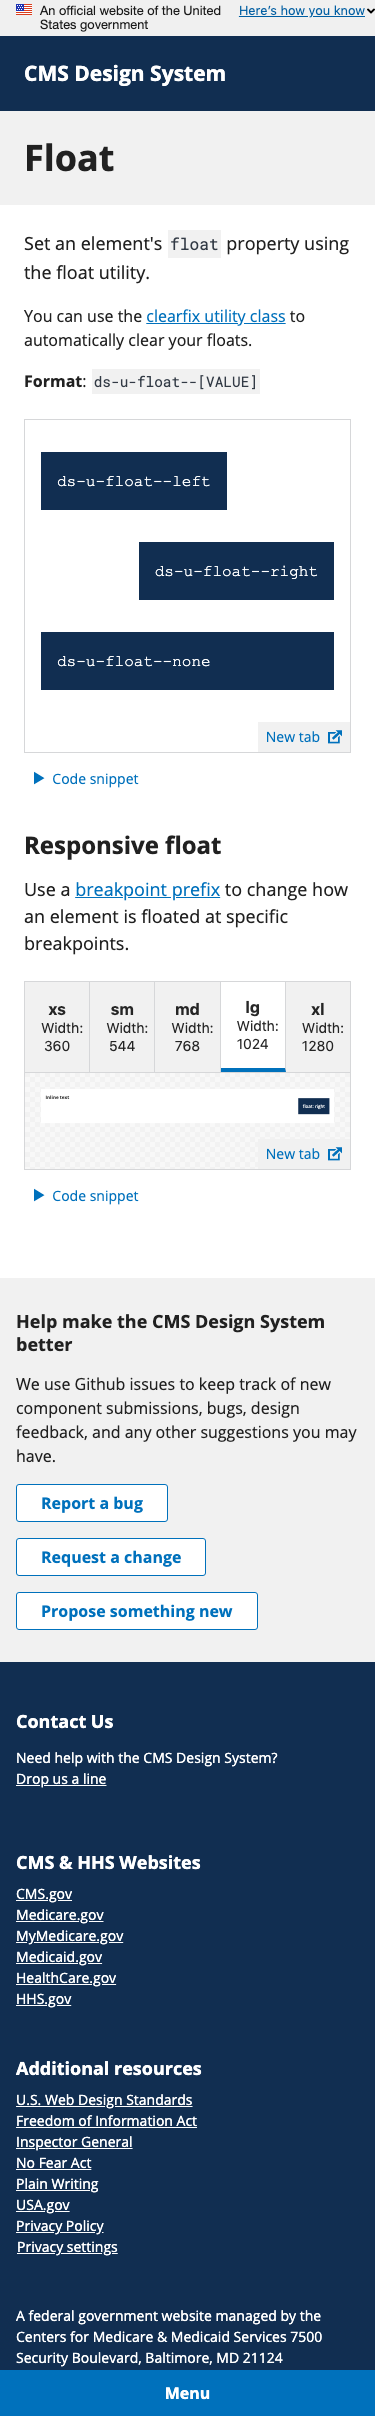 An official website of the United States government
Here's how you know
CMS Design System
Float
Set an element's float property using
the float utility.
You can use the clearfix utility class to
automatically clear your floats.
Format: ds-u-float--[VALUE]
ds-u-float--left
ds-u-float--right
ds-u-float--none
New tab
Code snippet
Responsive float
Use a breakpoint prefix to change how
an element is floated at specific
breakpoints.
xs
Width:
360
sm
Width:
544
md
Width:
768
lg
Width:
1024
xl
Width:
1280
Inline text
float: right
New tab
Code snippet
Help make the CMS Design System
better
We use Github issues to keep track of new
component submissions, bugs, design
feedback, and any other suggestions you may
have.
Report a bug
Request a change
Propose something new
Contact Us
Need help with the CMS Design System?
Drop us a line
CMS & HHS Websites
CMS.gov
Medicare.gov
MyMedicare.gov
Medicaid.gov
HealthCare.gov
HHS.gov
Additional resources
U.S. Web Design Standards
Freedom of Information Act
Inspector General
No Fear Act
Plain Writing
USA.gov
Privacy Policy
Privacy settings
A federal government website managed by the
Centers for Medicare & Medicaid Services 7500
Security Boulevard, Baltimore, MD 21124
Menu